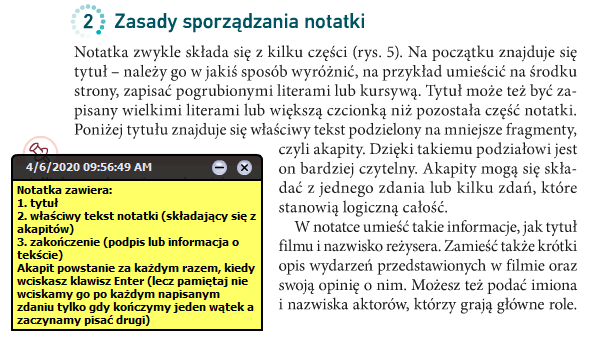 2 Zasady sporządzania notatki
Notatka zwykle składa się z kilku części (rys. 5). Na początku znajduje się
tytuł – należy go w jakiś sposób wyróżnić, na przykład umieścić na środku
strony, zapisać pogrubionymi literami lub kursywą. Tytuł może też być za-
pisany wielkimi literami lub większą czcionką niż pozostała część notatki.
Poniżej tytułu znajduje się właściwy tekst podzielony na mniejsze fragmenty,
czyli akapity. Dzięki takiemu podziałowi jest
on bardziej czytelny. Akapity mogą się skła-
dać z jednego zdania lub kilku zdań, które
stanowią logiczną całość.
W notatce umieść takie informacje, jak tytuł
filmu i nazwisko reżysera. Zamieść także krótki
opis wydarzeń przedstawionych w filmie oraz
swoją opinię o nim. Możesz też podać imiona
i nazwiska aktorów, którzy grają główne role.
4/6/2020 09:56:49 AM
Notatka zawiera:
1. tytuł
2. właściwy tekst notatki (składający się z
akapitów)
3. zakończenie (podpis lub informacja o
tekście)
Akapit powstanie za każdym razem, kiedy
wciskasz kławisz Enter (lecz pamiętaj nie
wciskamy go po każdym napisanym
zdaniu tylko gdy kończymy jeden wątek a
zaczynamy pisać drugi)